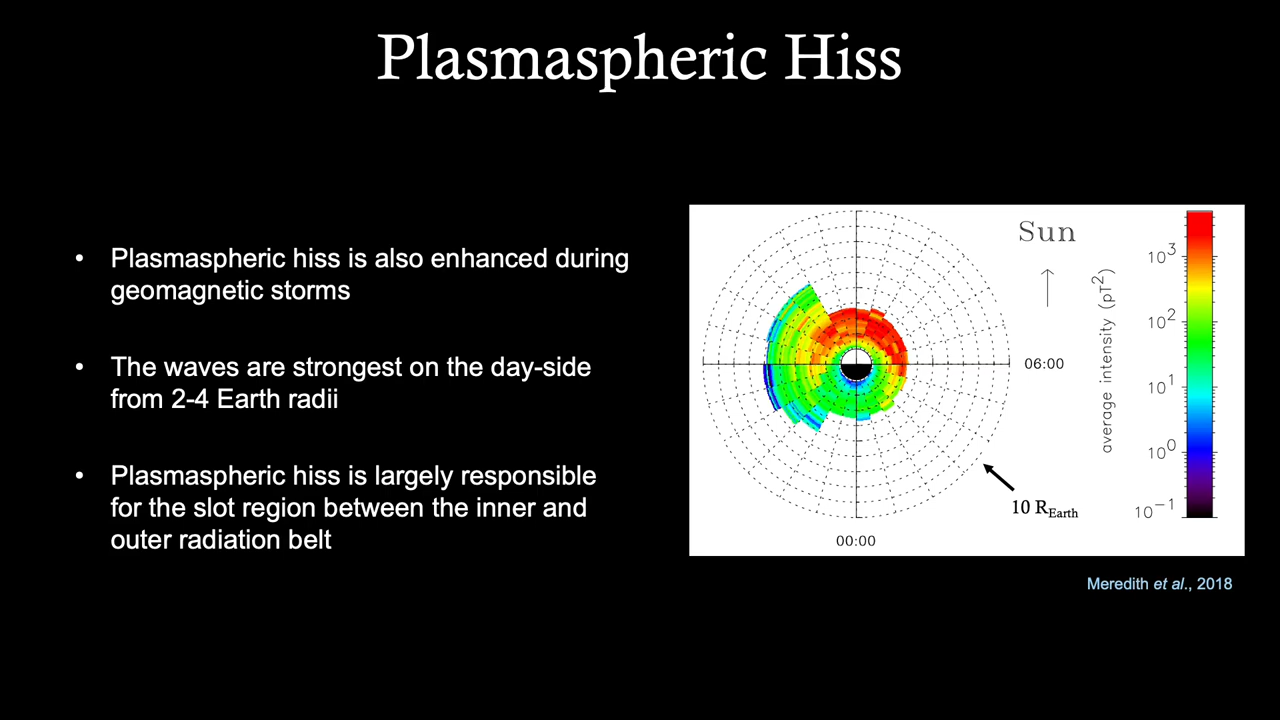 Plasmaspheric Hiss
• Plasmaspheric hiss is also enhanced during
geomagnetic storms
• The waves are strongest on the day-side
from 2-4 Earth radii
• Plasmaspheric hiss is largely responsible
for the slot region between the inner and
outer radiation belt
Sun
↑
06:00
00:00
10 R_Earth
average intensity (pT²)
10³
10²
10¹
10⁰
10⁻¹
Meredith et al., 2018